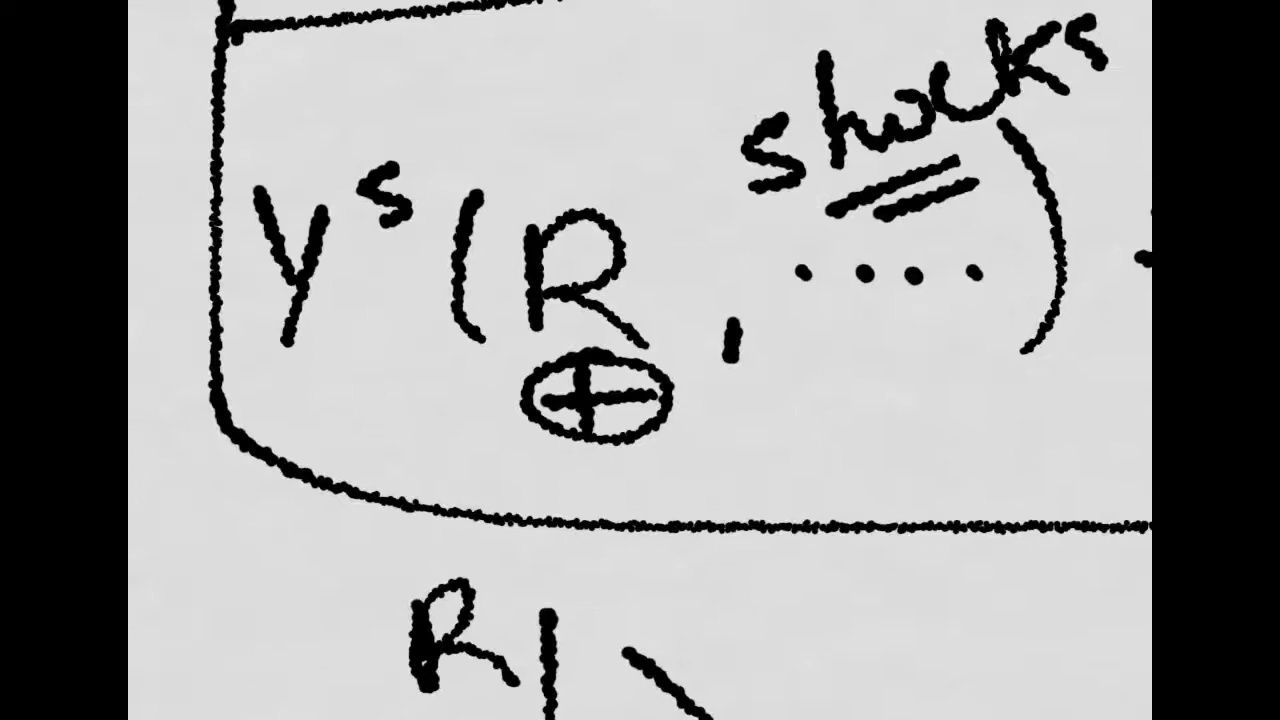 shocks
Y^s (R, ....)
⊕
R